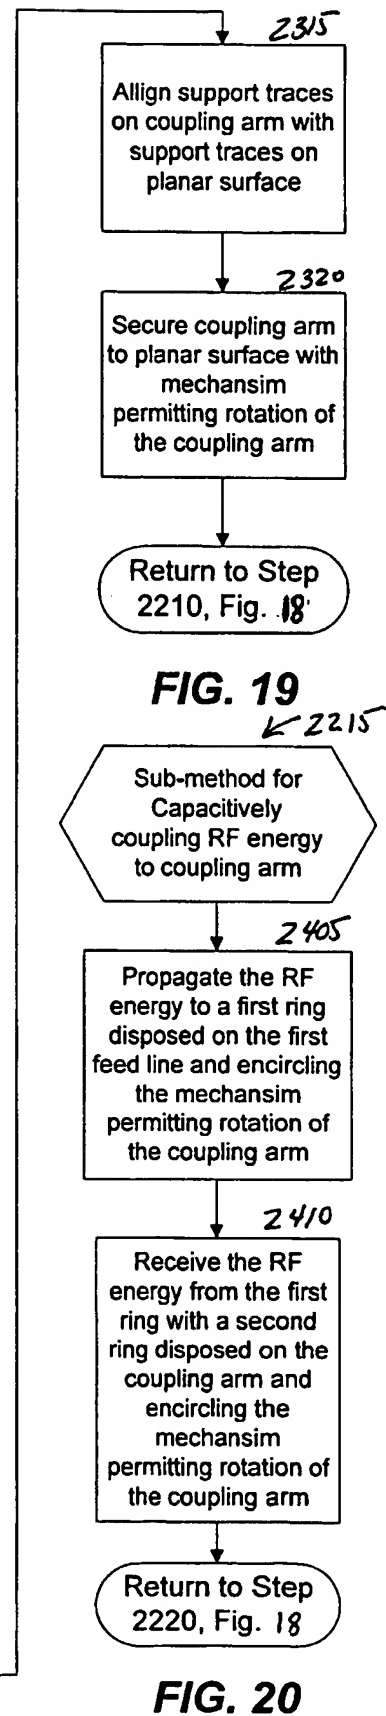 2315
Align support traces
on coupling arm with
support traces on
planar surface
2320
Secure coupling arm
to planar surface with
mechansim
permitting rotation of
the coupling arm
Return to Step
2210, Fig. 18
FIG. 19
2215
Sub-method for
Capacitively
coupling RF energy
to coupling arm
2405
Propagate the RF
energy to a first ring
disposed on the first
feed line and encircling
the mechansim
permitting rotation of
the coupling arm
2410
Receive the RF
energy from the first
ring with a second
ring disposed on the
coupling arm and
encircling the
mechansim
permitting rotation of
the coupling arm
Return to Step
2220, Fig. 18
FIG. 20